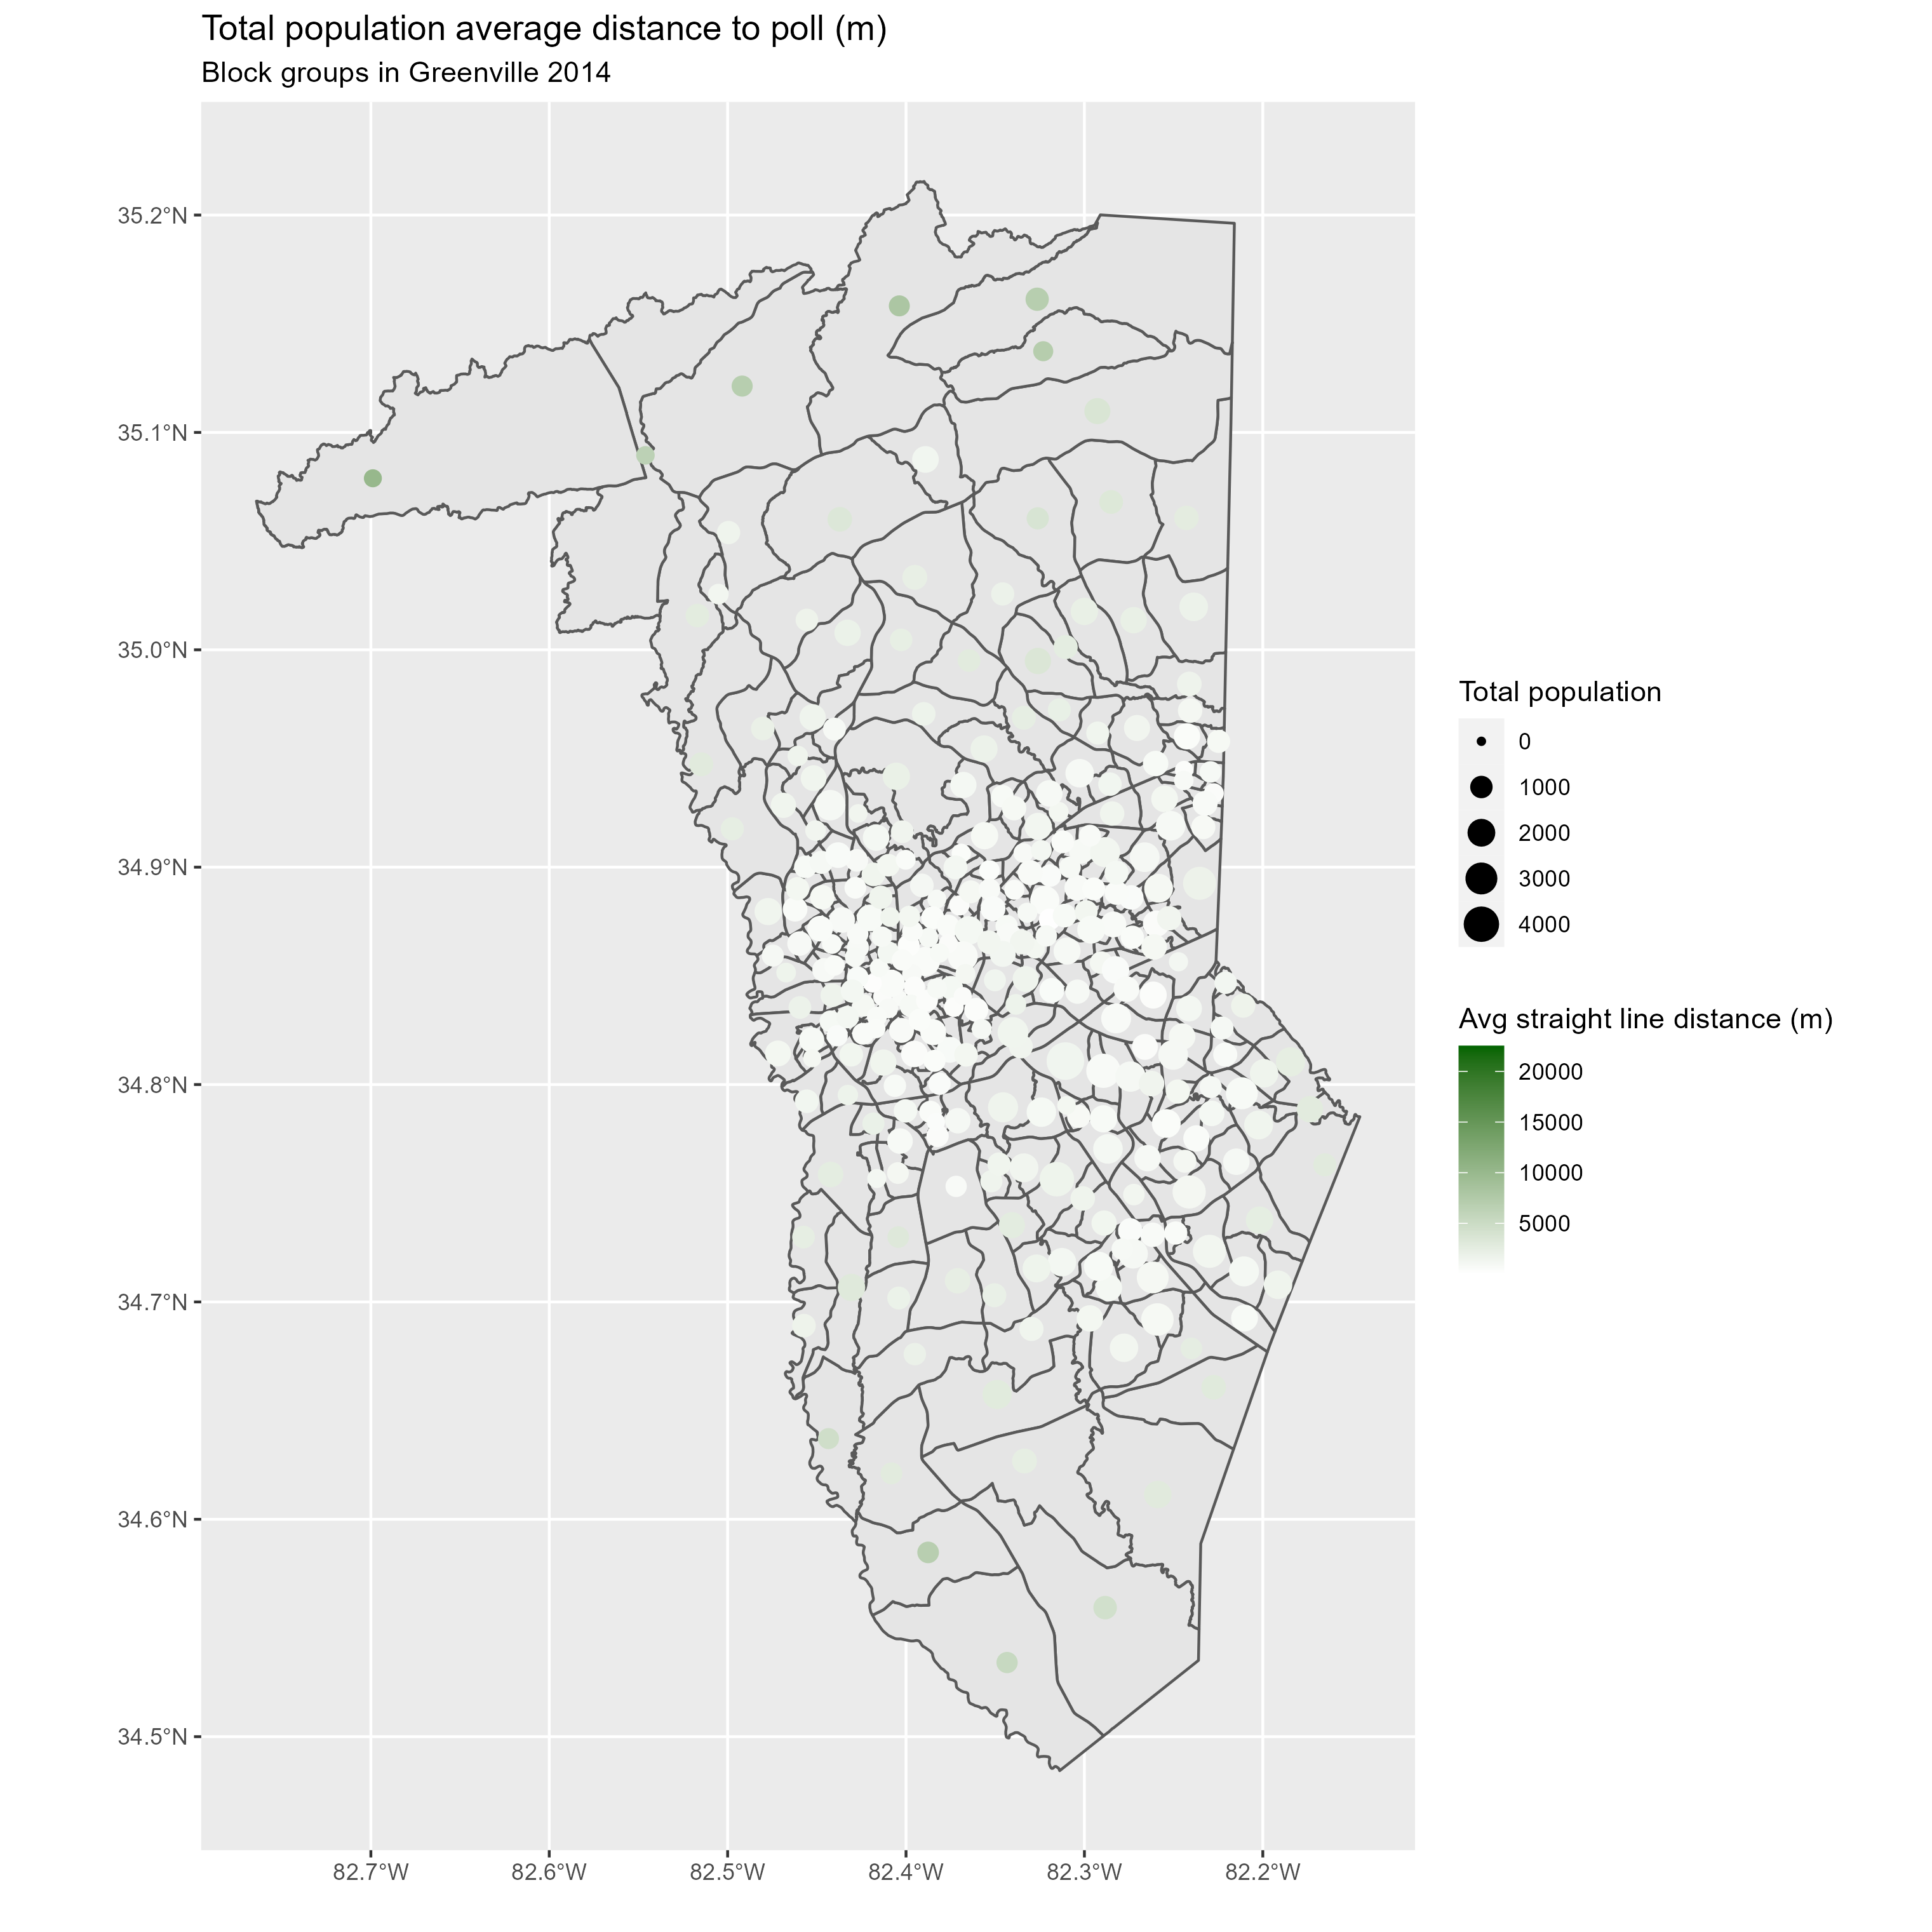 Total population average distance to poll (m)
Block groups in Greenville 2014
35.2°N
35.1°N
35.0°N
34.9°N
34.8°N
34.7°N
34.6°N
34.5°N
82.7°W
82.6°W
82.5°W
82.4°W
82.3°W
82.2°W
Total population
0
1000
2000
3000
4000
Avg straight line distance (m)
20000
15000
10000
5000